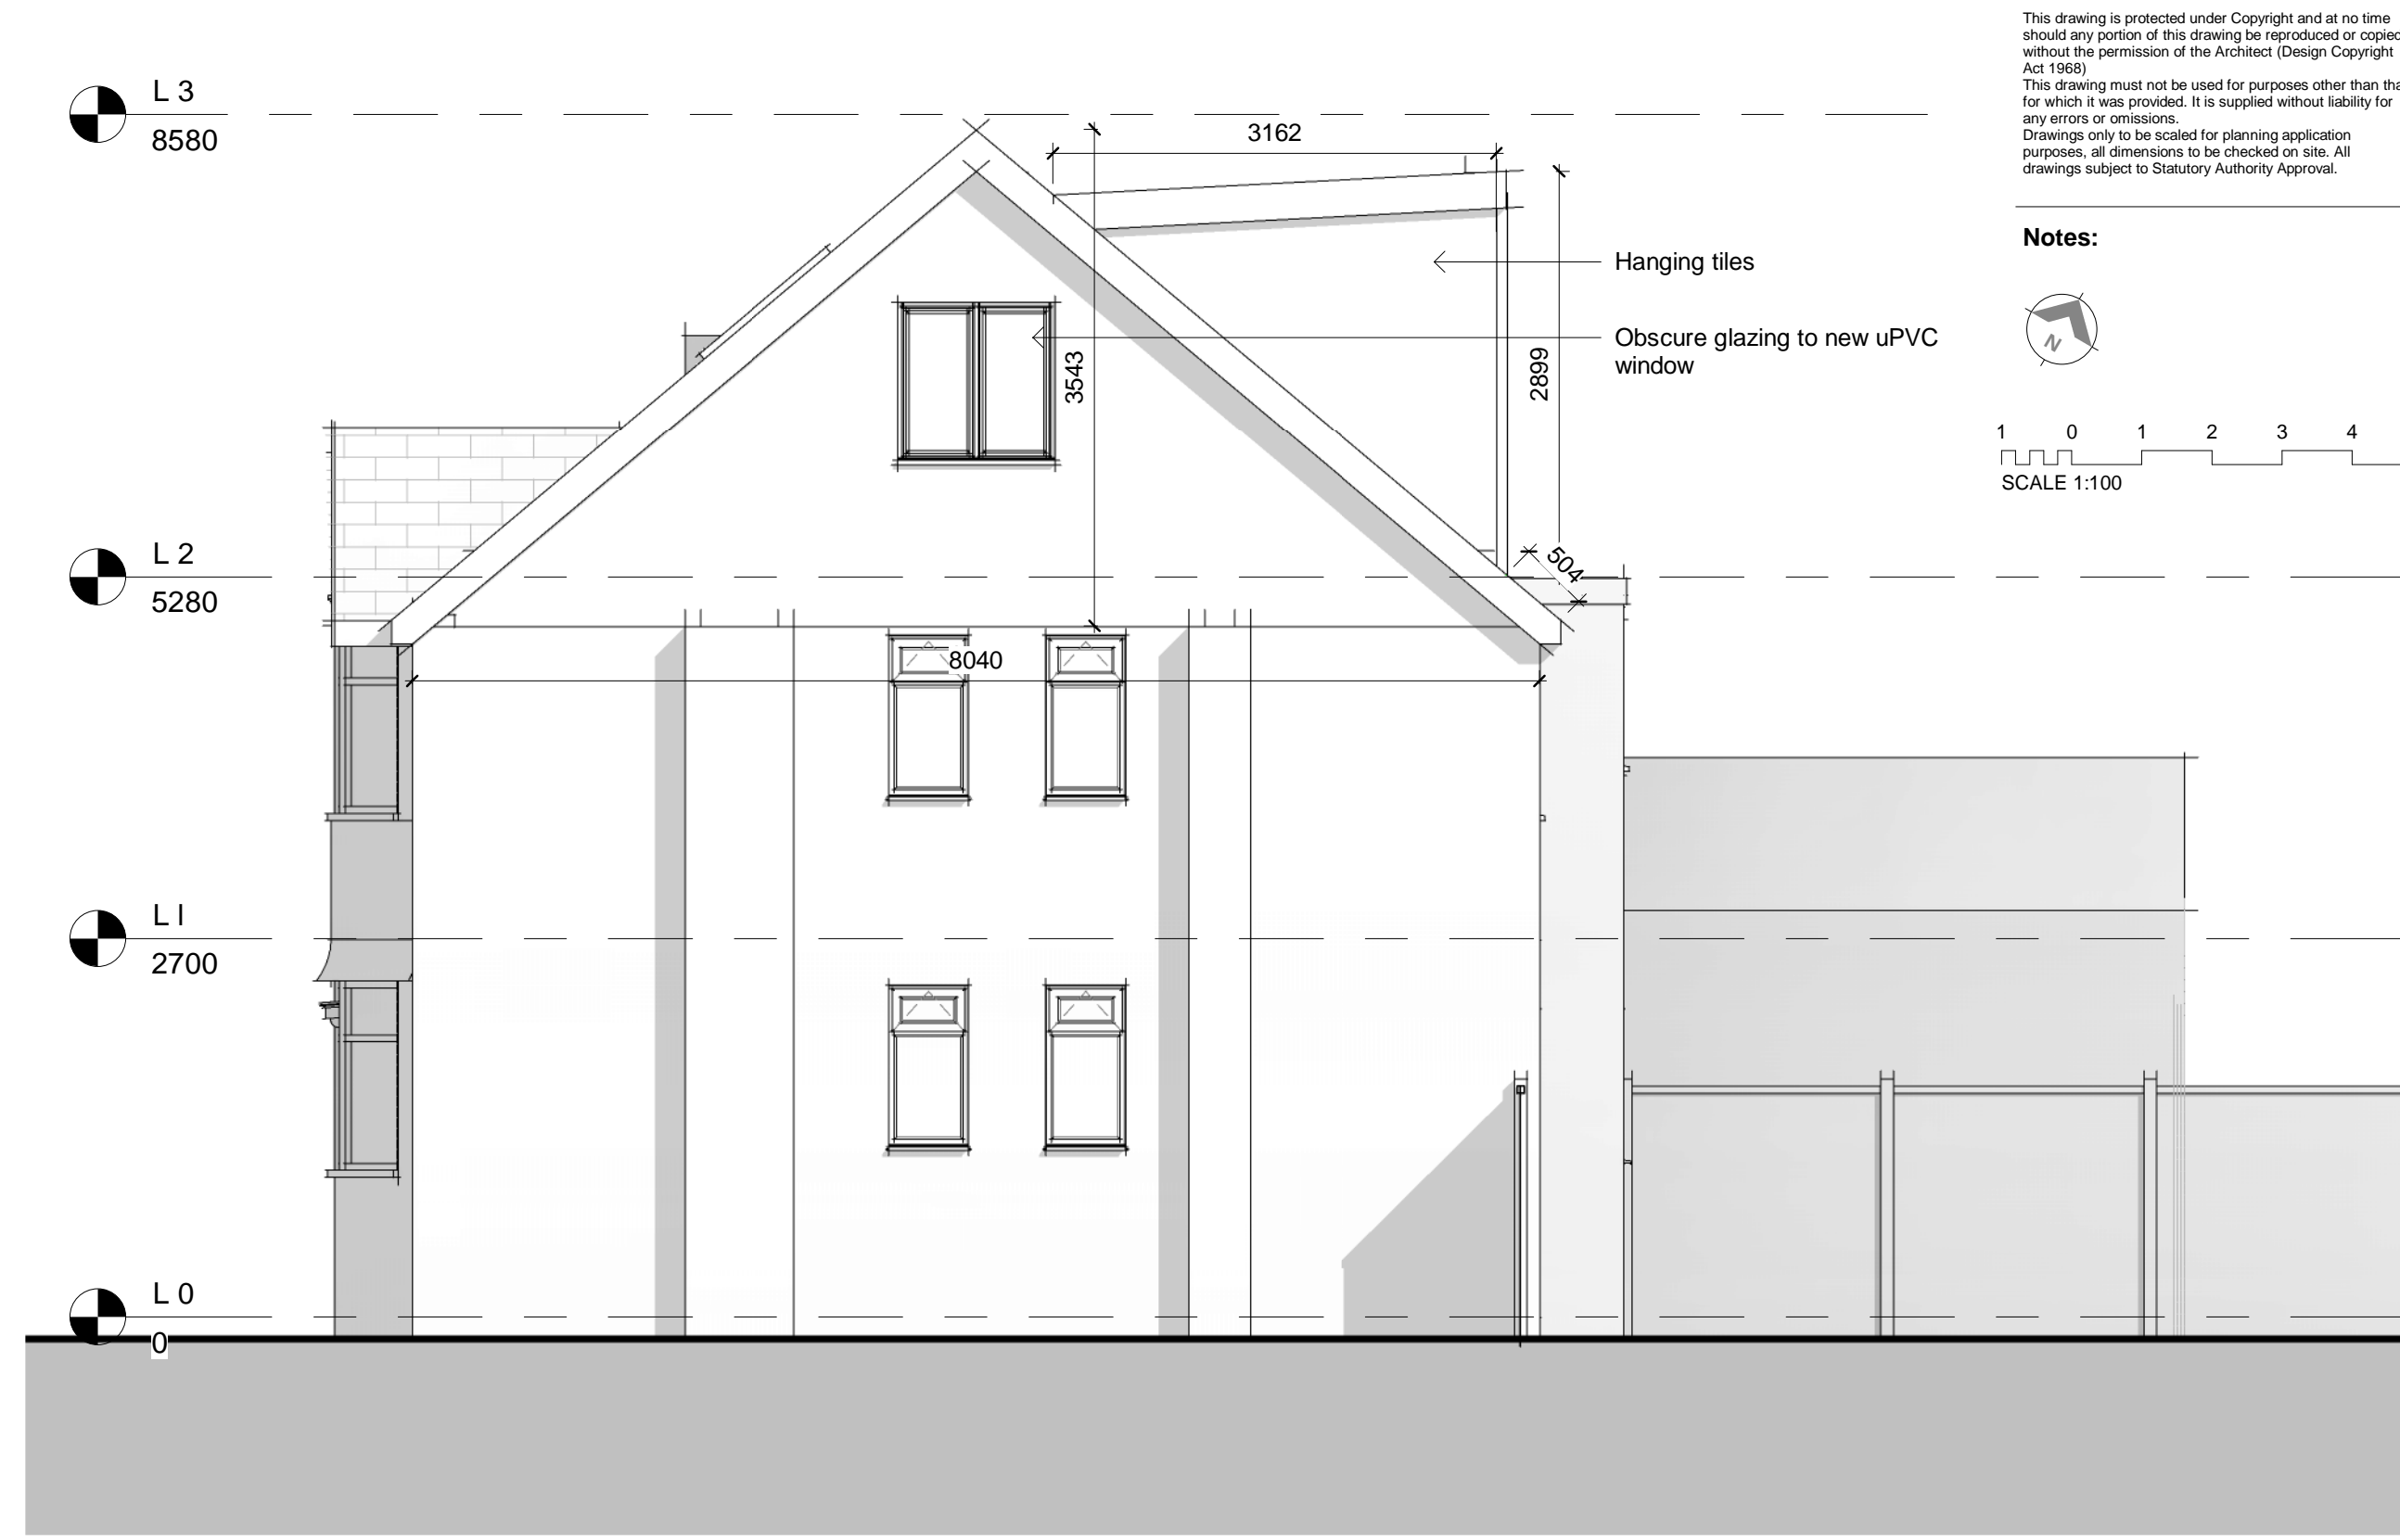 This drawing is protected under Copyright and at no time
should any portion of this drawing be reproduced or copied
without the permission of the Architect (Design Copyright
Act 1968)
This drawing must not be used for purposes other than tha
for which it was provided. It is supplied without liability for
any errors or omissions.
Drawings only to be scaled for planning application
purposes, all dimensions to be checked on site. All
drawings subject to Statutory Authority Approval.
Notes:
N
1 0 1 2 3 4
SCALE 1:100
L 3
8580
3162
Hanging tiles
Obscure glazing to new uPVC
window
3543
2899
L 2
5280
504
8040
L I
2700
L 0
0